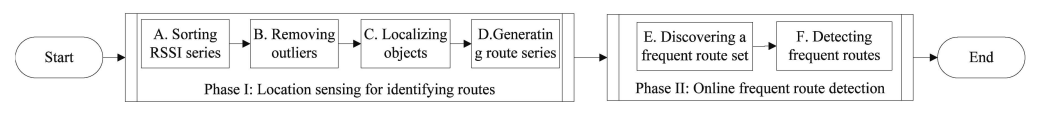 Start
A. Sorting
RSSI series
B. Removing
outliers
C. Localizing
objects
D.Generatin
g route series
Phase I: Location sensing for identifying routes
E. Discovering a
frequent route set
F. Detecting
frequent routes
Phase II: Online frequent route detection
End